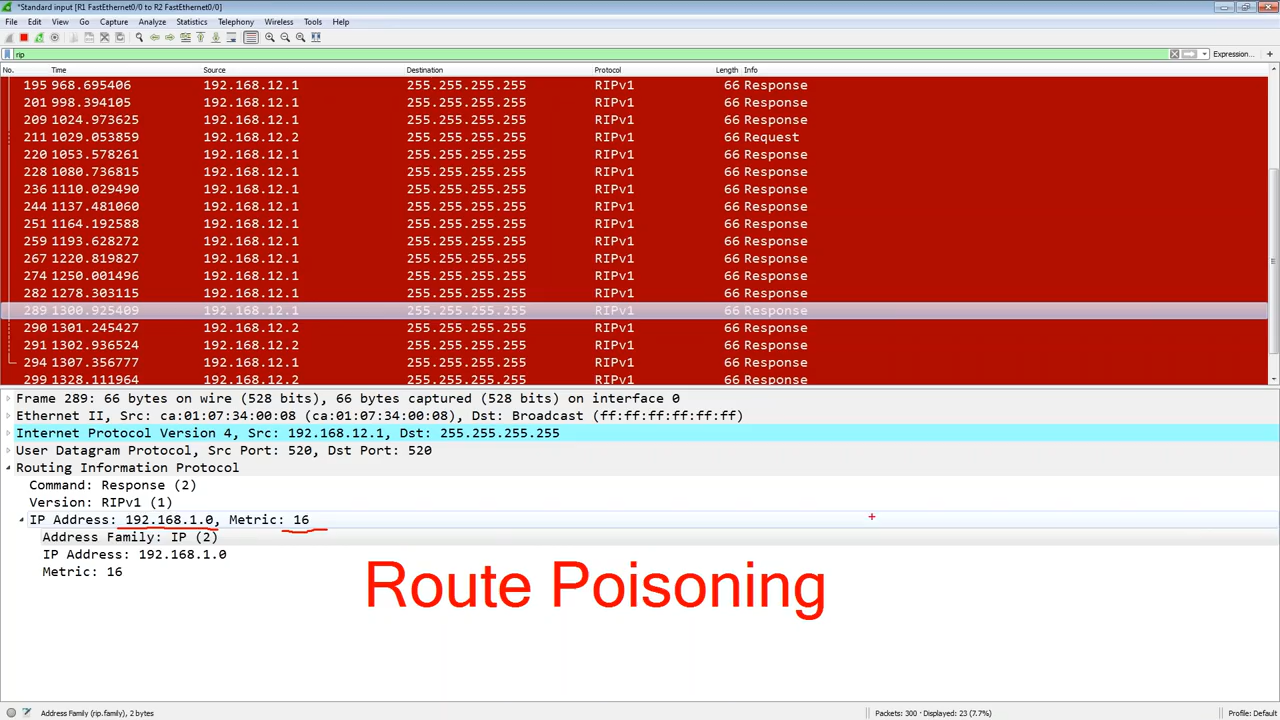 *Standard input [R1 FastEthernet0/0 to R2 FastEthernet0/0]
File Edit View Go Capture Analyze Statistics Telephony Wireless Tools Help
rip Expression... +
No. Time Source Destination Protocol Length Info
195 968.695406 192.168.12.1 255.255.255.255 RIPv1 66 Response
201 998.394105 192.168.12.1 255.255.255.255 RIPv1 66 Response
209 1024.973625 192.168.12.1 255.255.255.255 RIPv1 66 Response
211 1029.053859 192.168.12.2 255.255.255.255 RIPv1 66 Request
220 1053.578261 192.168.12.1 255.255.255.255 RIPv1 66 Response
228 1080.736815 192.168.12.1 255.255.255.255 RIPv1 66 Response
236 1110.029490 192.168.12.1 255.255.255.255 RIPv1 66 Response
244 1137.481060 192.168.12.1 255.255.255.255 RIPv1 66 Response
251 1164.192588 192.168.12.1 255.255.255.255 RIPv1 66 Response
259 1193.628272 192.168.12.1 255.255.255.255 RIPv1 66 Response
267 1220.819827 192.168.12.1 255.255.255.255 RIPv1 66 Response
274 1250.001496 192.168.12.1 255.255.255.255 RIPv1 66 Response
282 1278.303115 192.168.12.1 255.255.255.255 RIPv1 66 Response
289 1300.925409 192.168.12.1 255.255.255.255 RIPv1 66 Response
290 1301.245427 192.168.12.2 255.255.255.255 RIPv1 66 Response
291 1302.936524 192.168.12.2 255.255.255.255 RIPv1 66 Response
294 1307.356777 192.168.12.1 255.255.255.255 RIPv1 66 Response
299 1328.111964 192.168.12.2 255.255.255.255 RIPv1 66 Response
Frame 289: 66 bytes on wire (528 bits), 66 bytes captured (528 bits) on interface 0
Ethernet II, Src: ca:01:07:34:00:08 (ca:01:07:34:00:08), Dst: Broadcast (ff:ff:ff:ff:ff:ff)
Internet Protocol Version 4, Src: 192.168.12.1, Dst: 255.255.255.255
User Datagram Protocol, Src Port: 520, Dst Port: 520
Routing Information Protocol
Command: Response (2)
Version: RIPv1 (1)
IP Address: 192.168.1.0, Metric: 16
Address Family: IP (2)
IP Address: 192.168.1.0
Metric: 16
Route Poisoning
Address Family (rip.family), 2 bytes Packets: 300 · Displayed: 23 (7.7%) Profile: Default